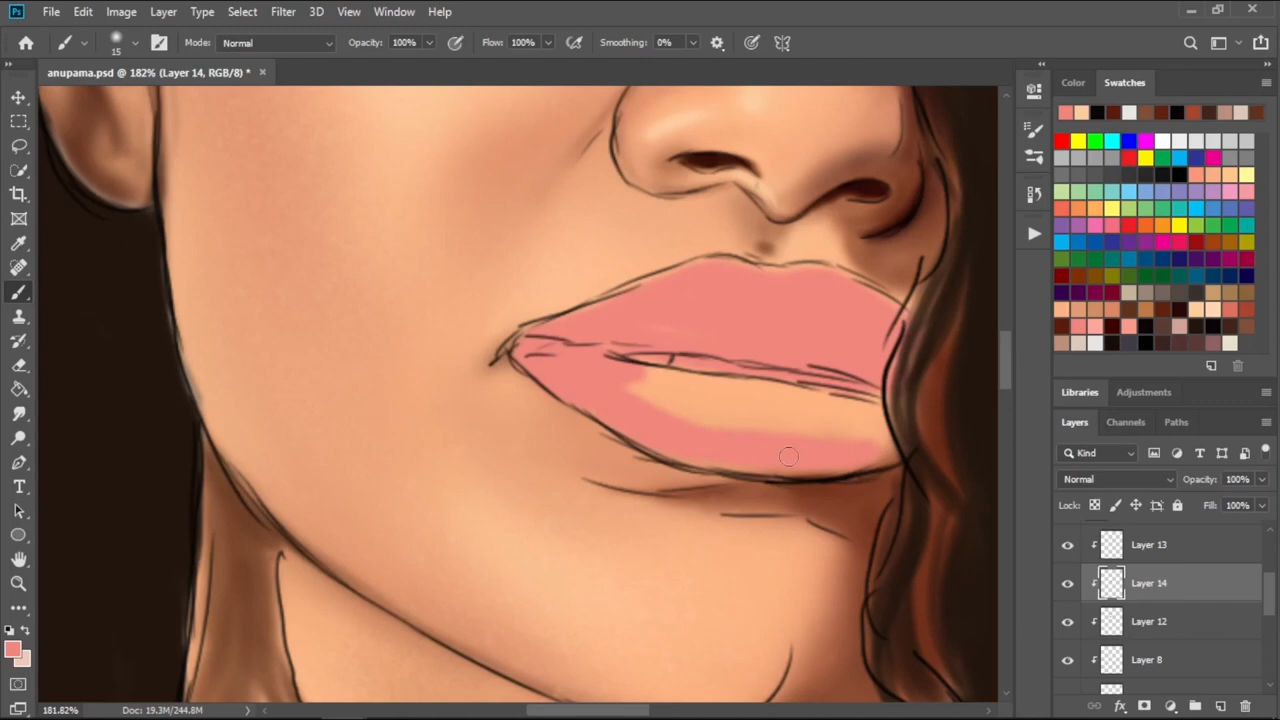 Ps File Edit Image Layer Type Select Filter 3D View Window Help
15 Mode: Normal Opacity: 100% Flow: 100% Smoothing: 0%
anupama.psd @ 182% (Layer 14, RGB/8) *
Color Swatches
Libraries Adjustments
Layers Channels Paths
Kind
Normal Opacity: 100%
Lock: Fill: 100%
Layer 13
Layer 14
Layer 12
Layer 8
fx
181.82% Doc: 19.3M/244.8M